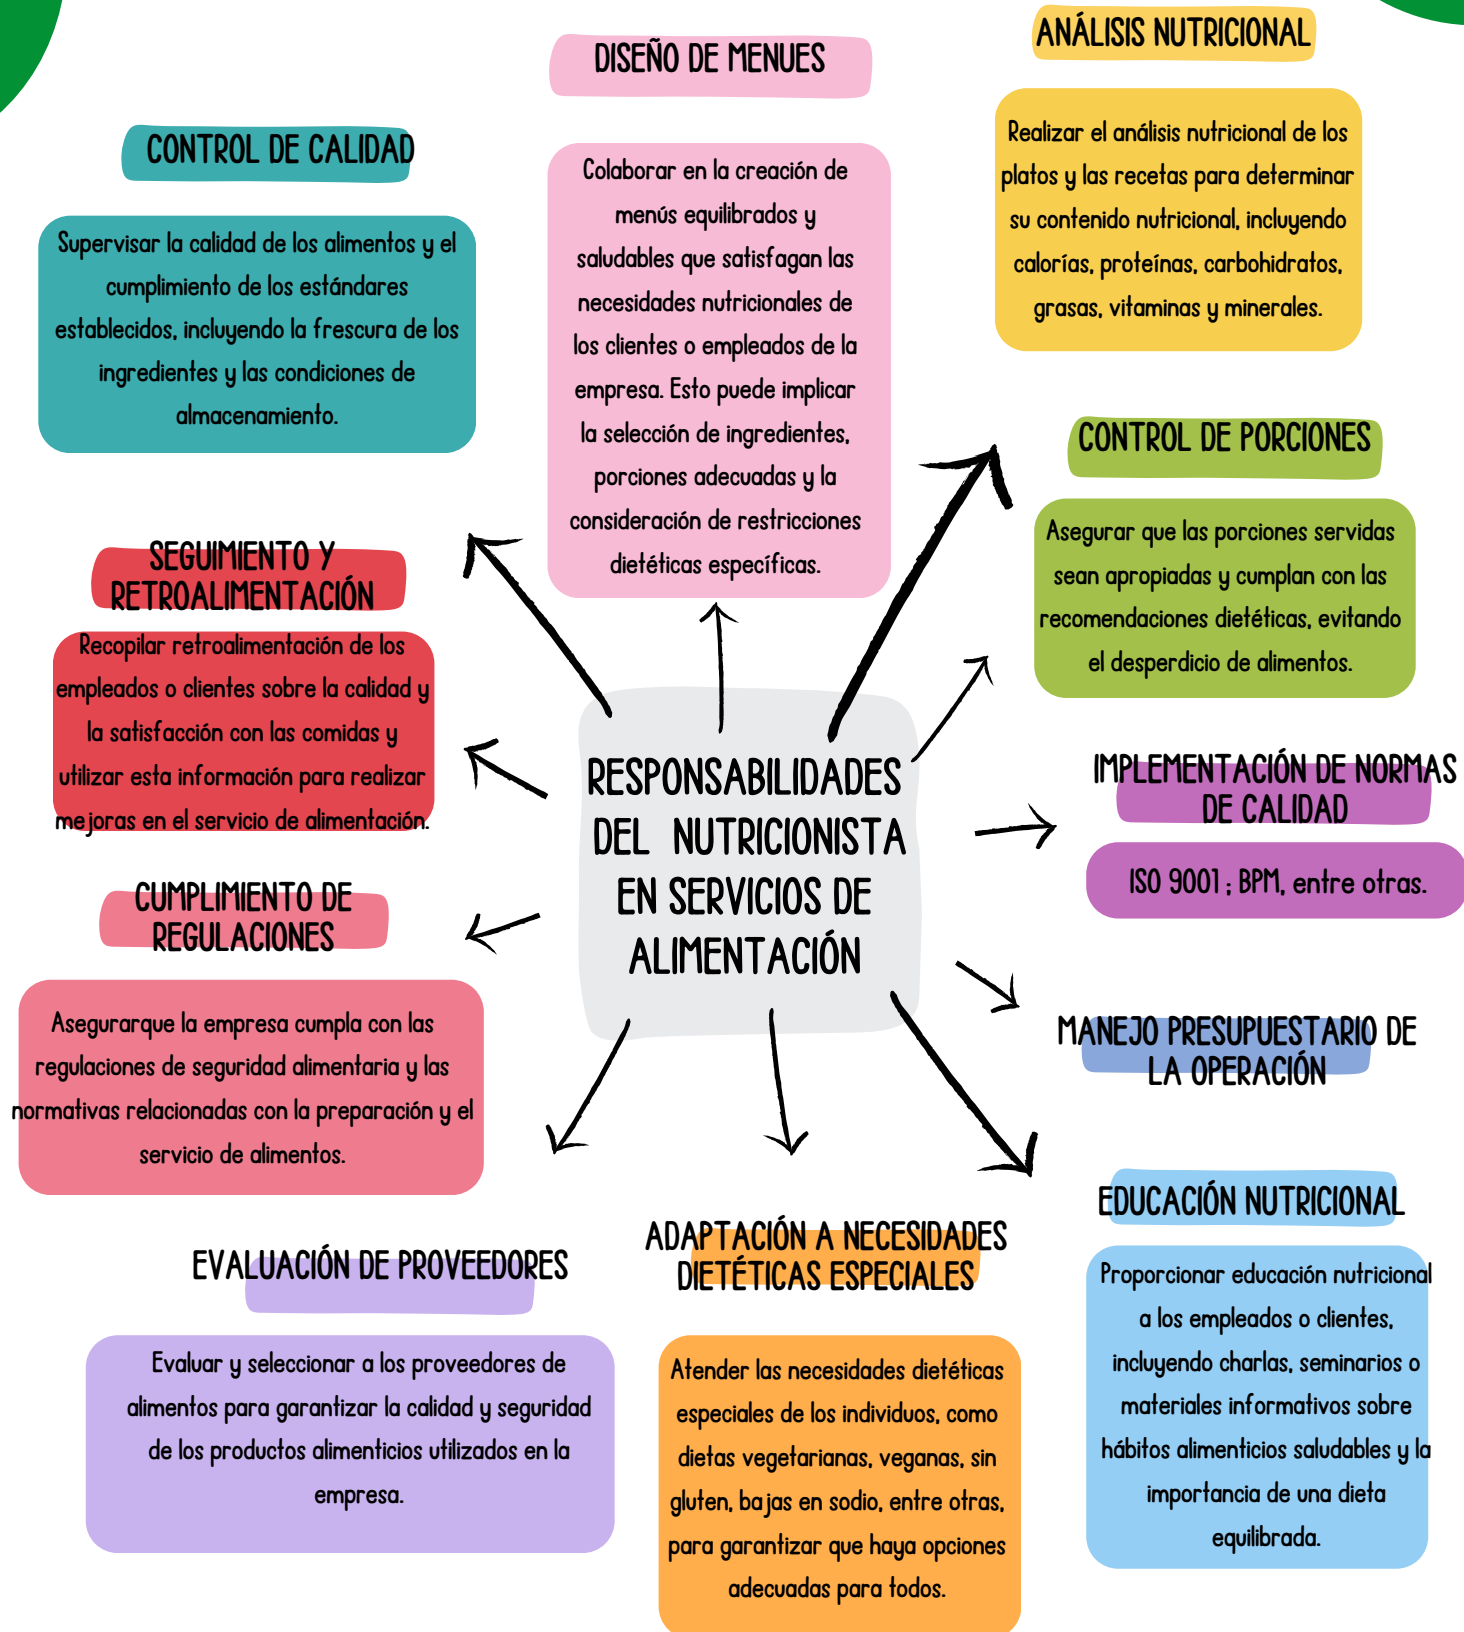 ANÁLISIS NUTRICIONAL
Realizar el análisis nutricional de los
platos y las recetas para determinar
su contenido nutricional, incluyendo
calorías, proteínas, carbohidratos,
grasas, vitaminas y minerales.
DISEÑO DE MENUES
Colaborar en la creación de
menús equilibrados y
saludables que satisfagan las
necesidades nutricionales de
los clientes o empleados de la
empresa. Esto puede implicar
la selección de ingredientes,
porciones adecuadas y la
consideración de restricciones
dietéticas específicas.
CONTROL DE CALIDAD
Supervisar la calidad de los alimentos y el
cumplimiento de los estándares
establecidos, incluyendo la frescura de los
ingredientes y las condiciones de
almacenamiento.
CONTROL DE PORCIONES
Asegurar que las porciones servidas
sean apropiadas y cumplan con las
recomendaciones dietéticas, evitando
el desperdicio de alimentos.
SEGUIMIENTO Y
RETROALIMENTACIÓN
Recopilar retroalimentación de los
empleados o clientes sobre la calidad y
la satisfacción con las comidas y
utilizar esta información para realizar
mejoras en el servicio de alimentación.
RESPONSABILIDADES
DEL NUTRICIONISTA
EN SERVICIOS DE
ALIMENTACIÓN
IMPLEMENTACIÓN DE NORMAS
DE CALIDAD
ISO 9001 ; BPM, entre otras.
CUMPLIMIENTO DE
REGULACIONES
Asegurarque la empresa cumpla con las
regulaciones de seguridad alimentaria y las
normativas relacionadas con la preparación y el
servicio de alimentos.
MANEJO PRESUPUESTARIO DE
LA OPERACIÓN
EDUCACIÓN NUTRICIONAL
Proporcionar educación nutricional
a los empleados o clientes,
incluyendo charlas, seminarios o
materiales informativos sobre
hábitos alimenticios saludables y la
importancia de una dieta
equilibrada.
EVALUACIÓN DE PROVEEDORES
Evaluar y seleccionar a los proveedores de
alimentos para garantizar la calidad y seguridad
de los productos alimenticios utilizados en la
empresa.
ADAPTACIÓN A NECESIDADES
DIETÉTICAS ESPECIALES
Atender las necesidades dietéticas
especiales de los individuos, como
dietas vegetarianas, veganas, sin
gluten, bajas en sodio, entre otras,
para garantizar que haya opciones
adecuadas para todos.